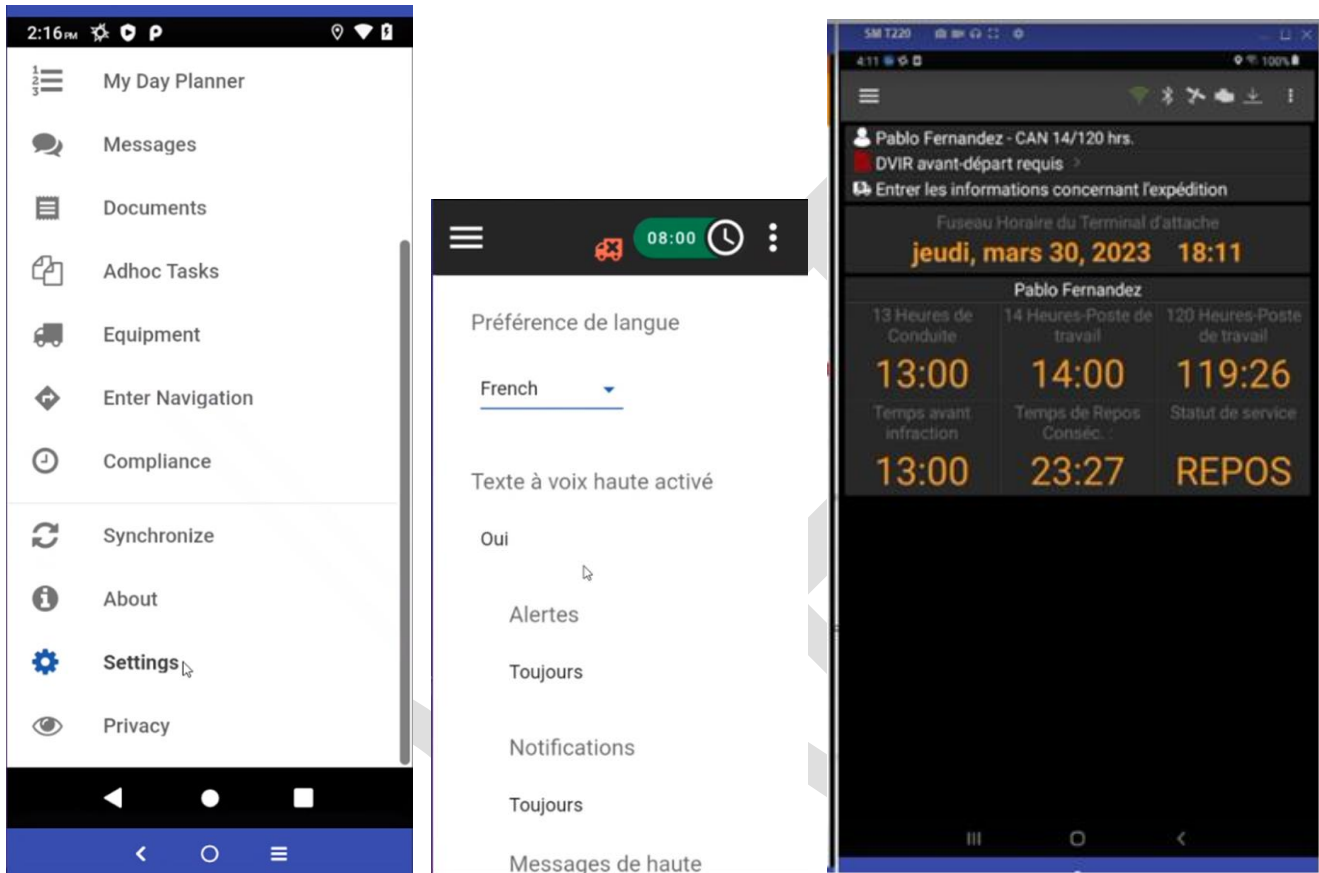 2:16 PM
My Day Planner
Messages
Documents
Adhoc Tasks
Equipment
Enter Navigation
Compliance
Synchronize
About
Settings
Privacy
08:00
Préférence de langue
French
Texte à voix haute activé
Oui
Alertes
Toujours
Notifications
Toujours
Messages de haute
SM T220
4:11 100%
Pablo Fernandez - CAN 14/120 hrs.
DVIR avant-départ requis
Entrer les informations concernant l'expédition
Fuseau Horaire du Terminal d'attache
jeudi, mars 30, 2023 18:11
Pablo Fernandez
13 Heures de Conduite
14 Heures-Poste de travail
120 Heures-Poste de travail
13:00 14:00 119:26
Temps avant infraction
Temps de Repos Conséc. :
Statut de service
13:00 23:27 REPOS